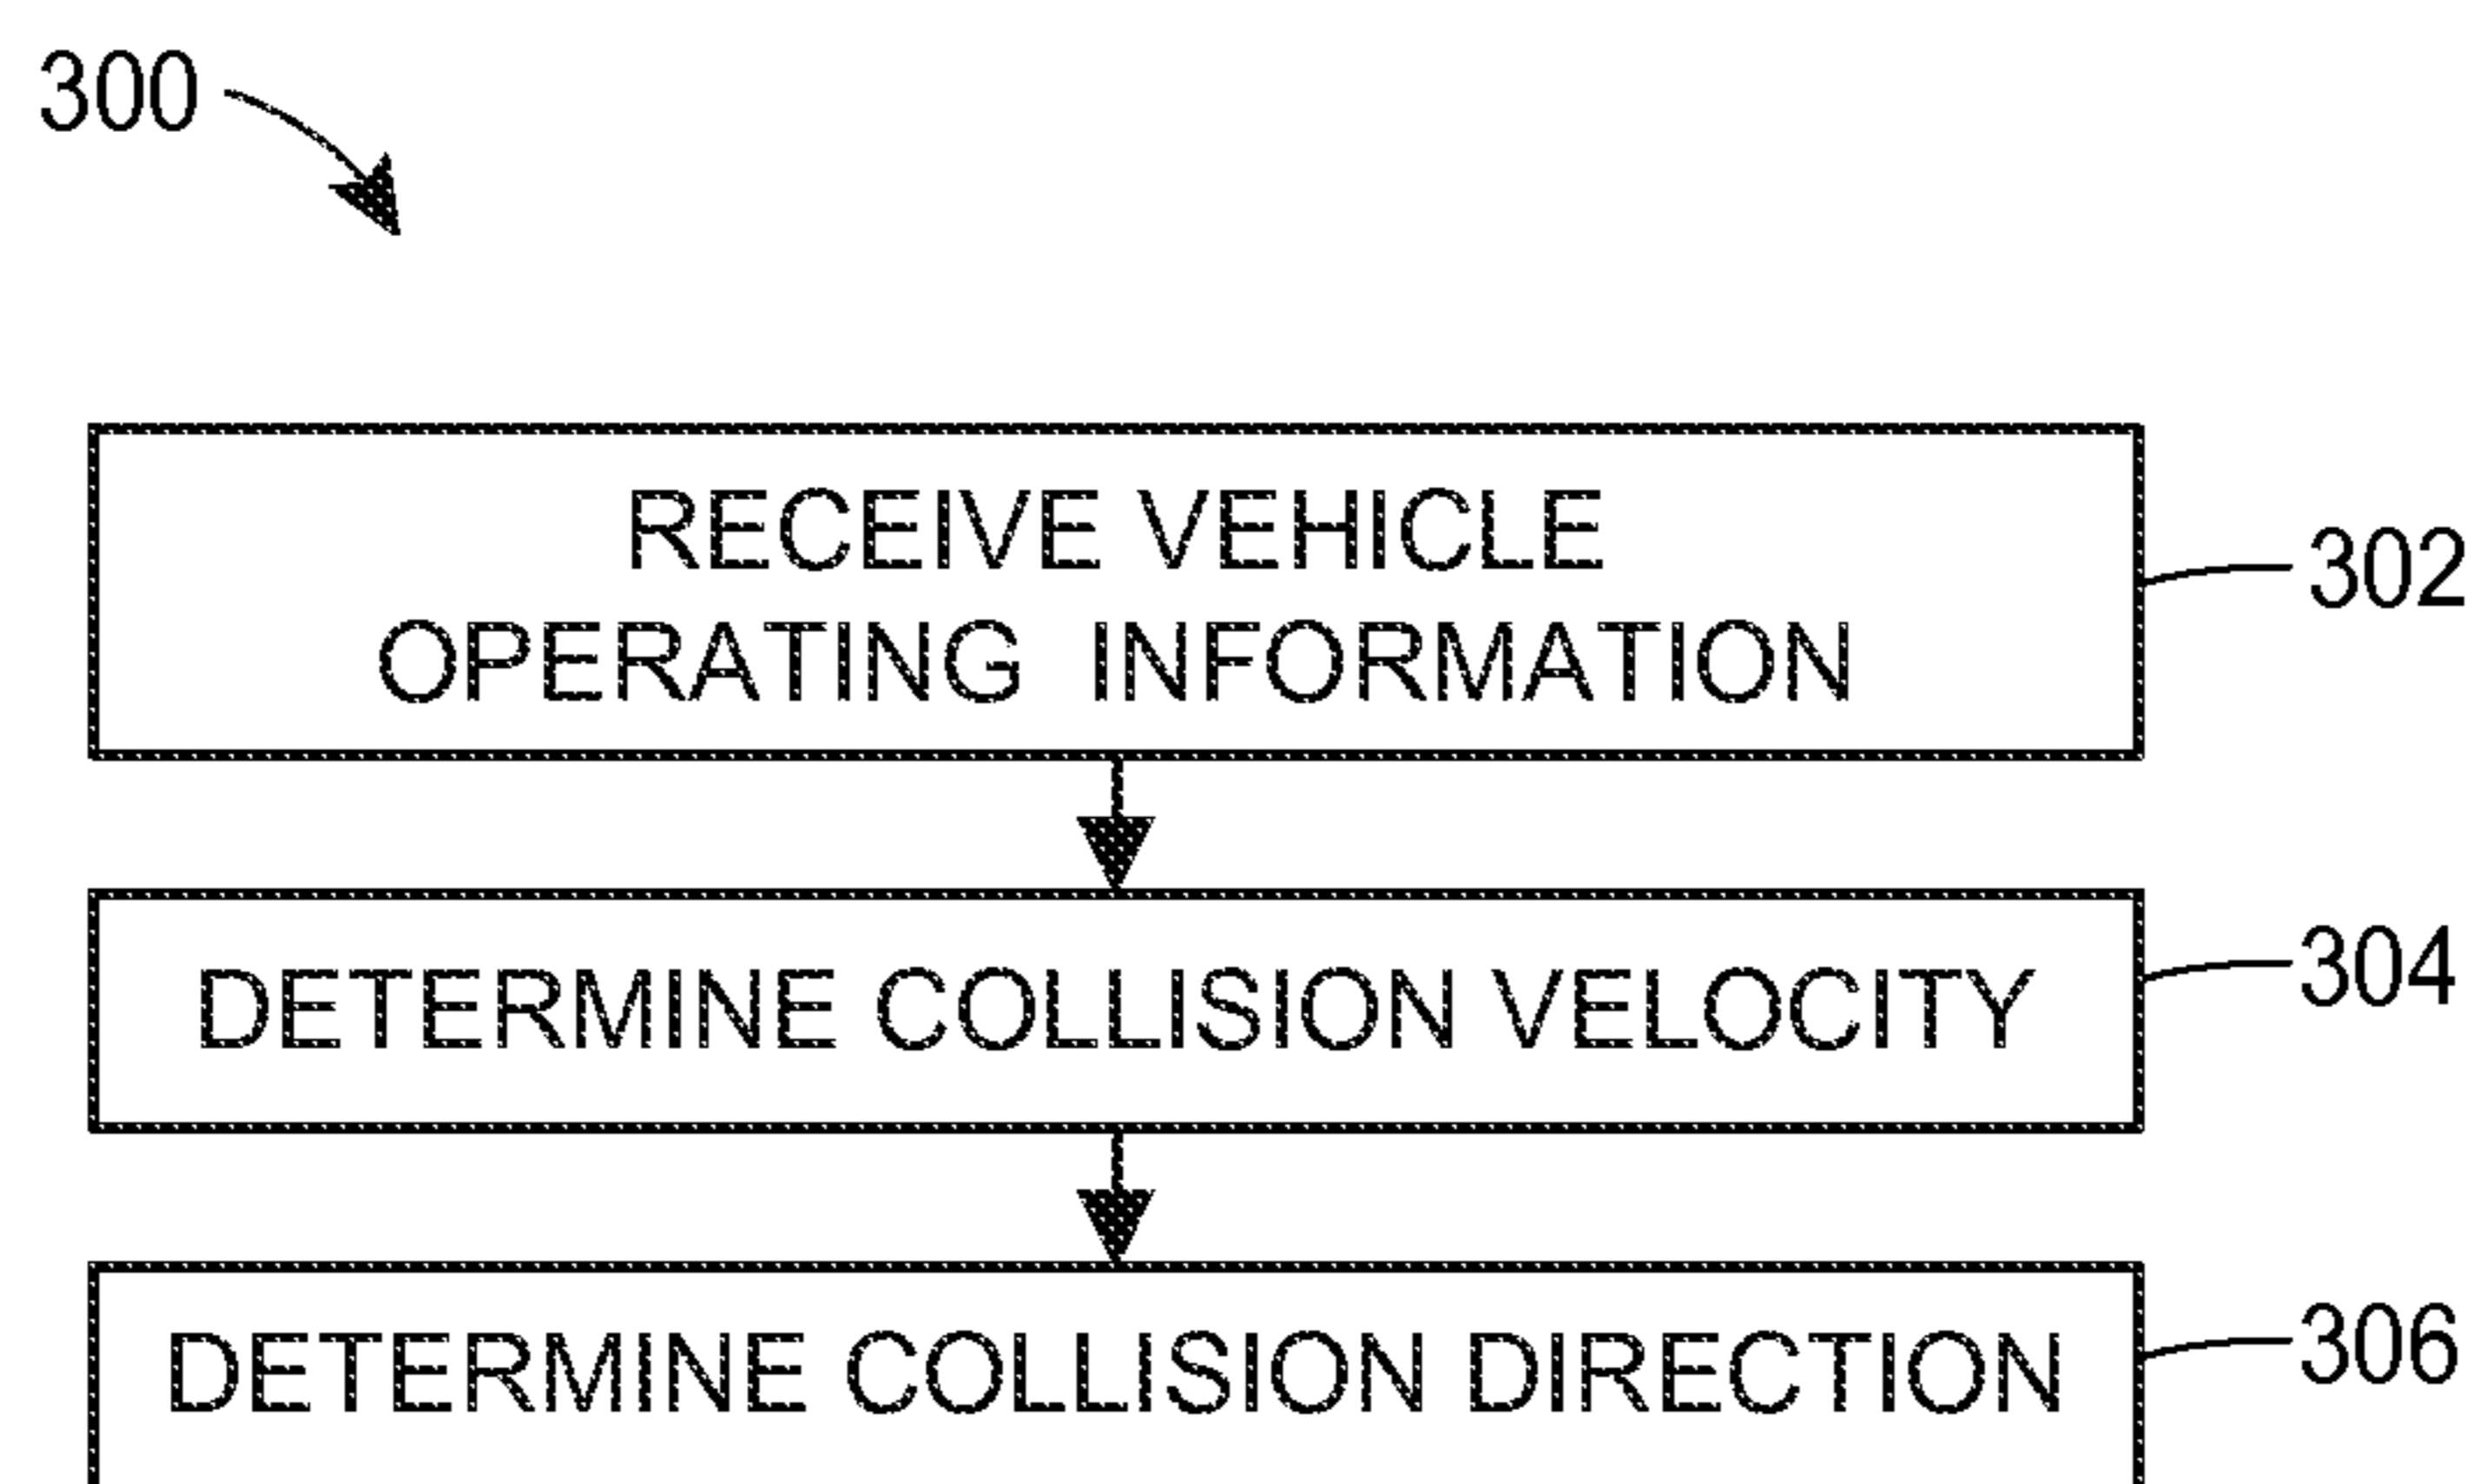 300
RECEIVE VEHICLE
OPERATING INFORMATION
302
DETERMINE COLLISION VELOCITY
304
DETERMINE COLLISION DIRECTION
306